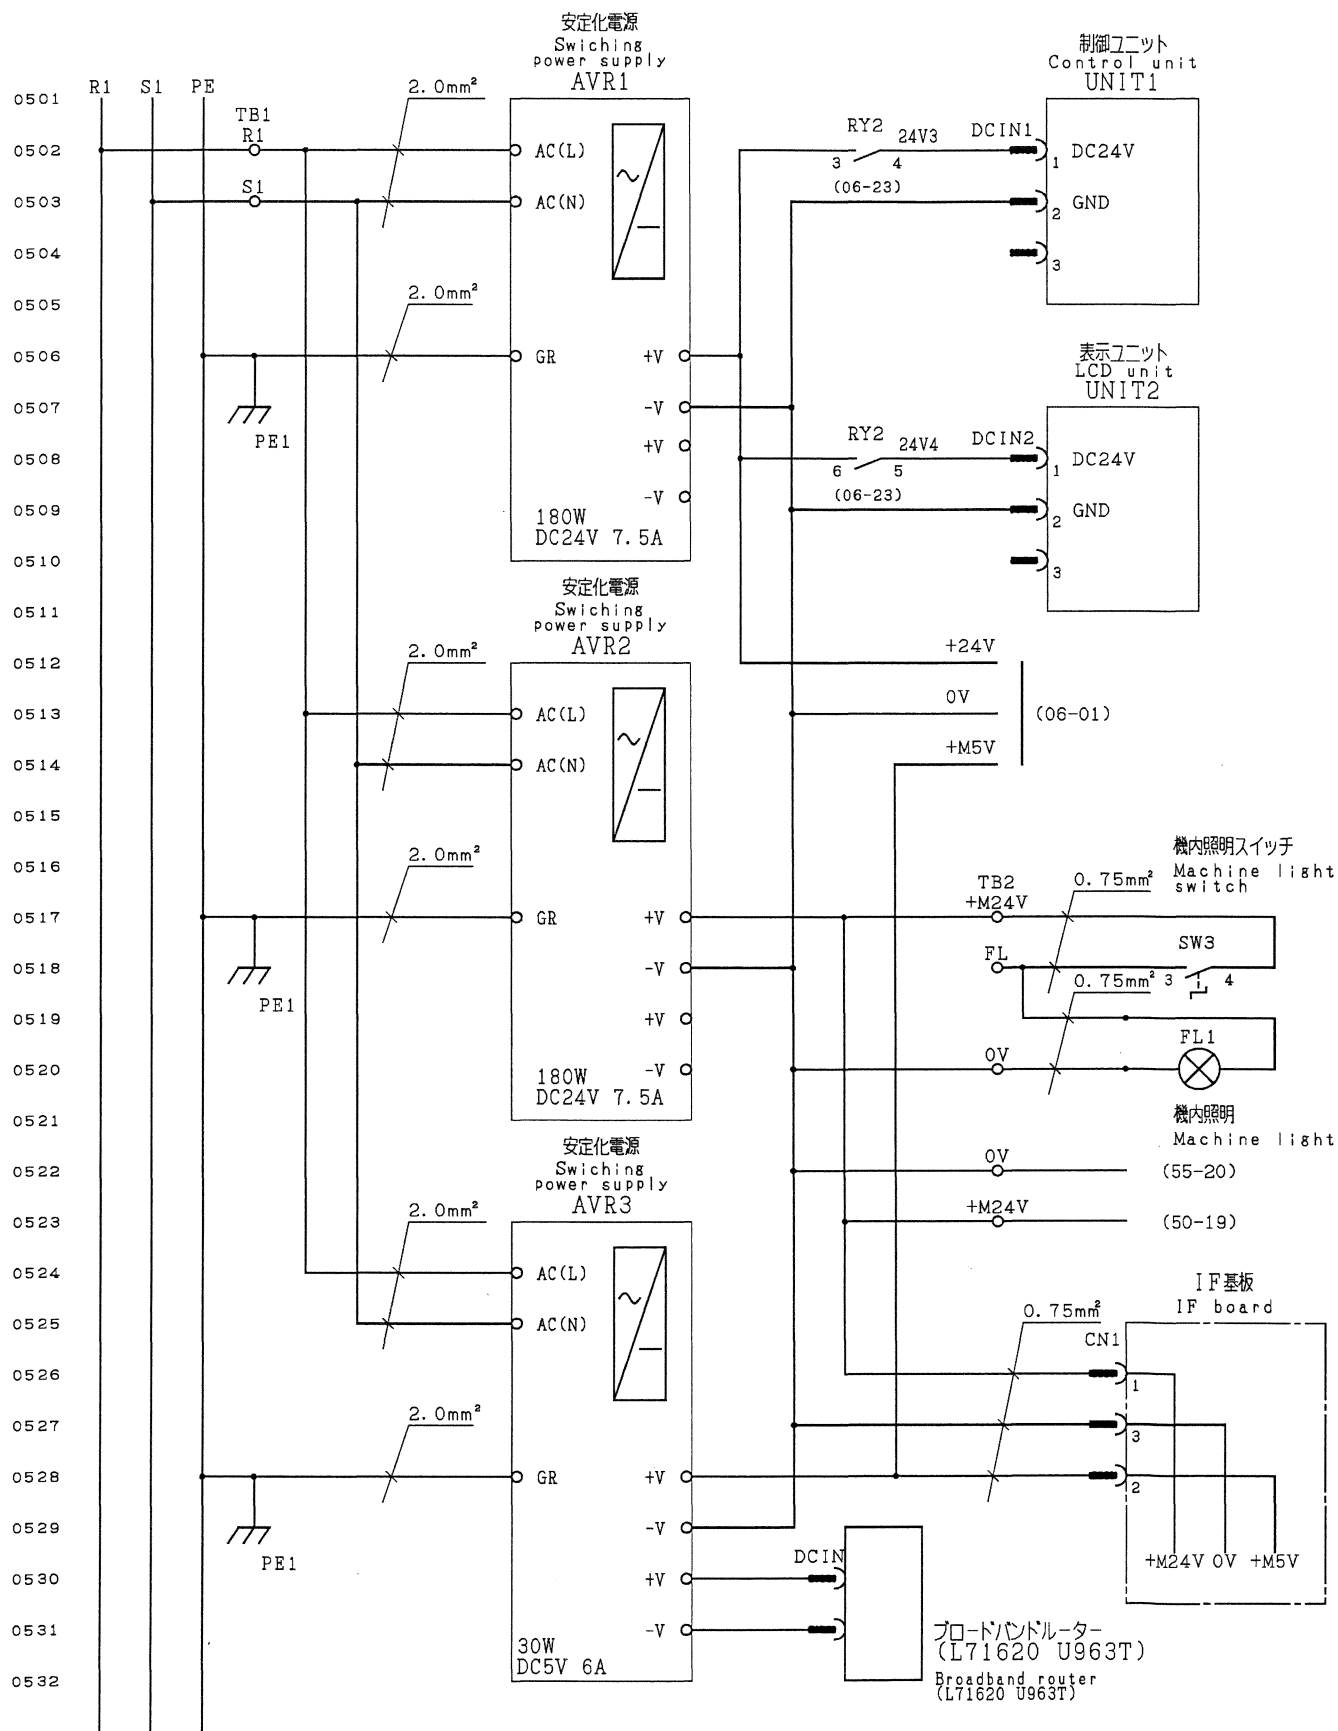 安定化電源
Swiching
power supply
AVR1
制御ユニット
Control unit
UNIT1
R1 S1 PE
2.0mm²
0501
TB1
R1
RY2 24V3 DCIN1
0502
AC(L)
3 4
1 DC24V
S1
(06-23)
0503
AC(N)
2 GND
0504
3
2.0mm²
0505
0506
GR +V
表示ユニット
LCD unit
UNIT2
0507
-V
PE1
+V
RY2 24V4 DCIN2
0508
6 5
1 DC24V
-V
(06-23)
0509
2 GND
180W
DC24V 7.5A
0510
3
安定化電源
Swiching
power supply
AVR2
0511
2.0mm²
+24V
0512
0V
0513
AC(L)
(06-01)
+M5V
0514
AC(N)
0515
2.0mm²
機内照明スイッチ
Machine light
switch
0516
0.75mm²
TB2
+M24V
0517
GR +V
FL
SW3
0518
-V
3 4
0.75mm²
PE1
0519
+V
0V
FL1
0520
-V
180W
DC24V 7.5A
0521
機内照明
Machine light
安定化電源
Swiching
power supply
AVR3
0V
0522
(55-20)
2.0mm²
+M24V
0523
(50-19)
0524
AC(L)
IF基板
IF board
0.75mm²
0525
AC(N)
CN1
0526
1
2.0mm²
0527
3
0528
GR +V
2
0529
-V
PE1
DCIN
+M24V 0V +M5V
0530
+V
0531
-V
ブロードバンドルーター
(L71620 U963T)
30W
DC5V 6A
0532
Broadband router
(L71620 U963T)